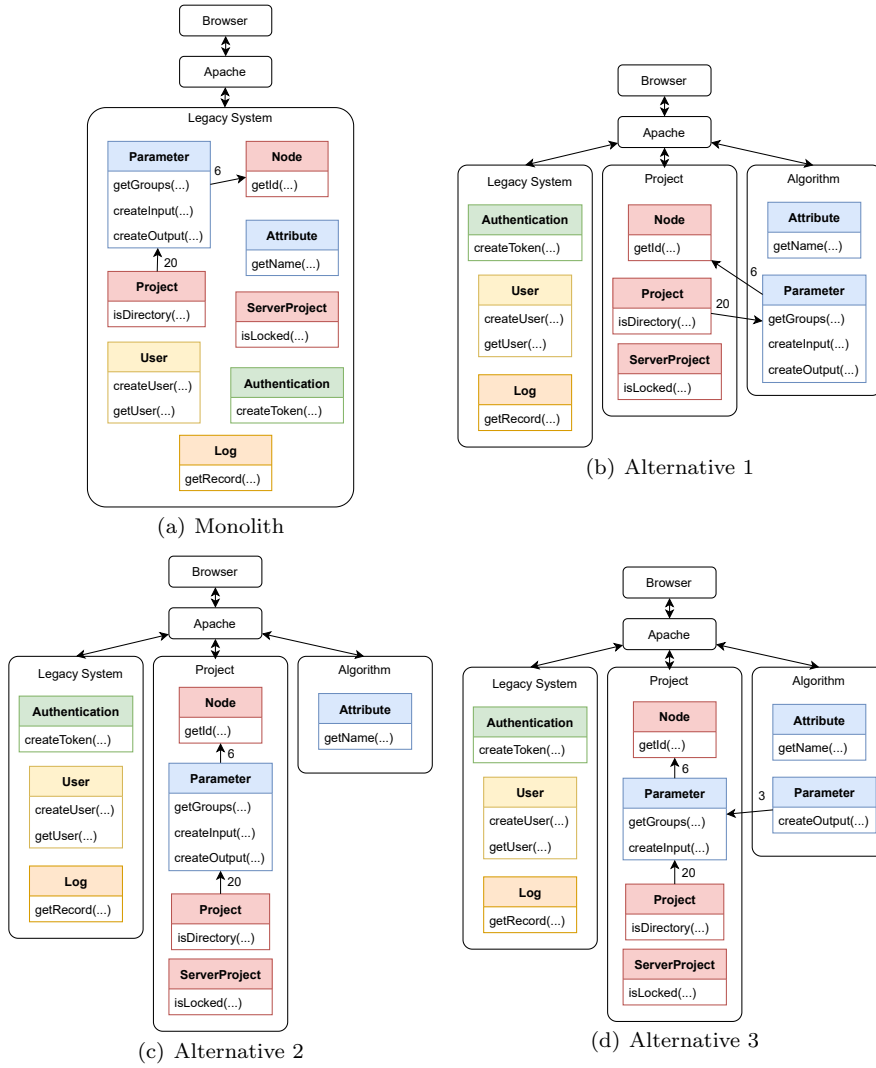 Browser
Apache
Legacy System
Parameter
getGroups(...)
createInput(...)
createOutput(...)
6
Node
getId(...)
Attribute
getName(...)
20
Project
isDirectory(...)
ServerProject
isLocked(...)
User
createUser(...)
getUser(...)
Authentication
createToken(...)
Log
getRecord(...)
(a) Monolith
Browser
Apache
Legacy System
Authentication
createToken(...)
User
createUser(...)
getUser(...)
Log
getRecord(...)
Project
Node
getId(...)
Project
isDirectory(...)
ServerProject
isLocked(...)
6
20
Algorithm
Attribute
getName(...)
Parameter
getGroups(...)
createInput(...)
createOutput(...)
(b) Alternative 1
Browser
Apache
Legacy System
Authentication
createToken(...)
User
createUser(...)
getUser(...)
Log
getRecord(...)
Project
Node
getId(...)
6
Parameter
getGroups(...)
createInput(...)
createOutput(...)
20
Project
isDirectory(...)
ServerProject
isLocked(...)
Algorithm
Attribute
getName(...)
(c) Alternative 2
Browser
Apache
Legacy System
Authentication
createToken(...)
User
createUser(...)
getUser(...)
Log
getRecord(...)
Project
Node
getId(...)
6
Parameter
getGroups(...)
createInput(...)
20
Project
isDirectory(...)
ServerProject
isLocked(...)
3
Algorithm
Attribute
getName(...)
Parameter
createOutput(...)
(d) Alternative 3